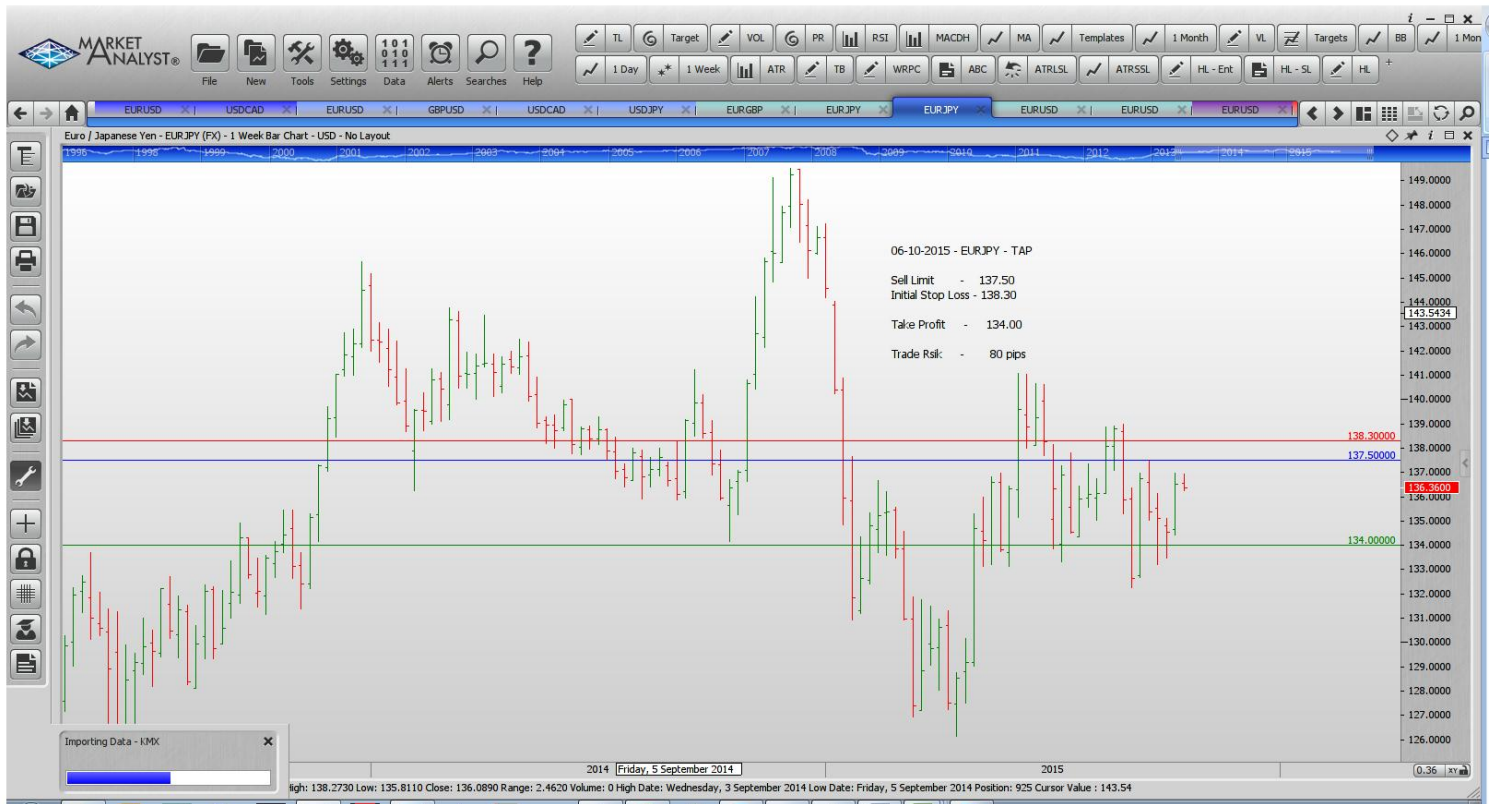 i
MARKET ANALYST®
TL Target VOL PR RSI MACDH MA Templates 1 Month VL Targets BB 1 Mon
1 Day 1 Week ATR TB WRPC ABC ATRLSL ATRSSL HL - Ent HL - SL HL +
101
010
111
?
File New Tools Settings Data Alerts Searches Help
EURUSD USDCAD EURUSD GBPUSD USDCAD USDJPY EURGBP EURJPY EURJPY EURUSD EURUSD EURUSD
Euro / Japanese Yen - EURJPY (FX) - 1 Week Bar Chart - USD - No Layout
i
1996 1998 1999 2000 2001 2002 2003 2004 2005 2006 2007 2008 2009 2010 2011 2012 2013 2014 2015
149.0000
148.0000
147.0000
06-10-2015 - EURJPY - TAP
146.0000
Sell Limit - 137.50
145.0000
Initial Stop Loss - 138.30
144.0000
143.5434
Take Profit - 134.00
143.0000
Trade Rsik - 80 pips
142.0000
141.0000
140.0000
139.0000
138.30000
138.0000
137.50000
137.0000
136.3600
136.0000
135.0000
134.00000
134.0000
133.0000
132.0000
131.0000
130.0000
129.0000
128.0000
127.0000
126.0000
Importing Data - KMX
2014 Friday, 5 September 2014 2015
0.36 XY
High: 138.2730 Low: 135.8110 Close: 136.0890 Range: 2.4620 Volume: 0 High Date: Wednesday, 3 September 2014 Low Date: Friday, 5 September 2014 Position: 925 Cursor Value : 143.54